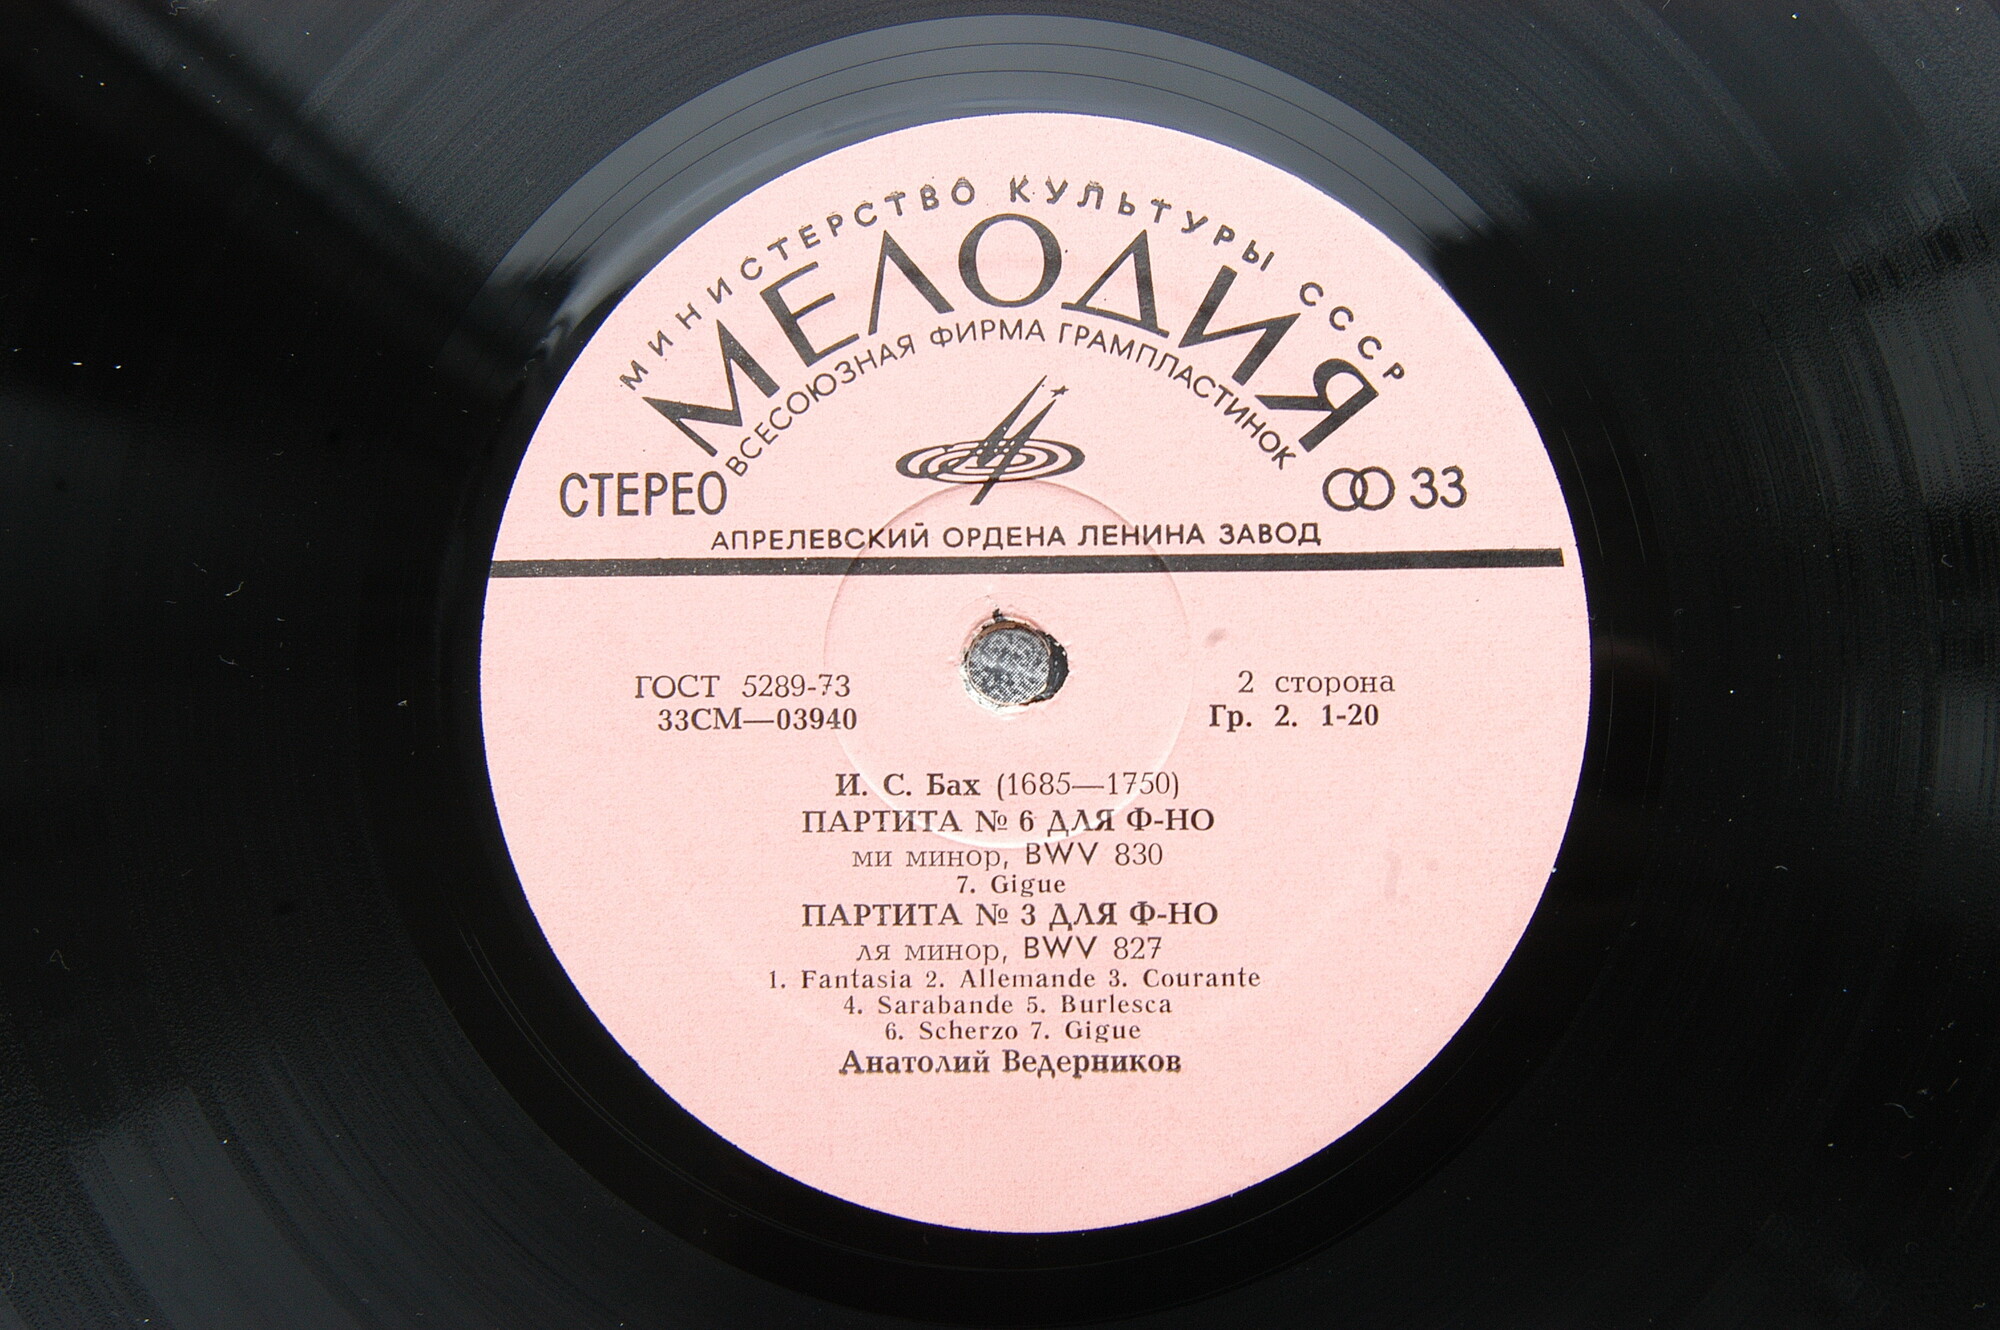 МИНИСТЕРСТВО КУЛЬТУРЫ СССР
МЕЛОДИЯ
ВСЕСОЮЗНАЯ ФИРМА ГРАМПЛАСТИНОК
СТЕРЕО
33
АПРЕЛЕВСКИЙ ОРДЕНА ЛЕНИНА ЗАВОД
ГОСТ 5289-73
33СМ—03940
2 сторона
Гр. 2. 1-20
И. С. Бах (1685—1750)
ПАРТИТА № 6 ДЛЯ Ф-НО
ми минор, BWV 830
7. Gigue
ПАРТИТА № 3 ДЛЯ Ф-НО
ля минор, BWV 827
1. Fantasia 2. Allemande 3. Courante
4. Sarabande 5. Burlesca
6. Scherzo 7. Gigue
Анатолий Ведерников